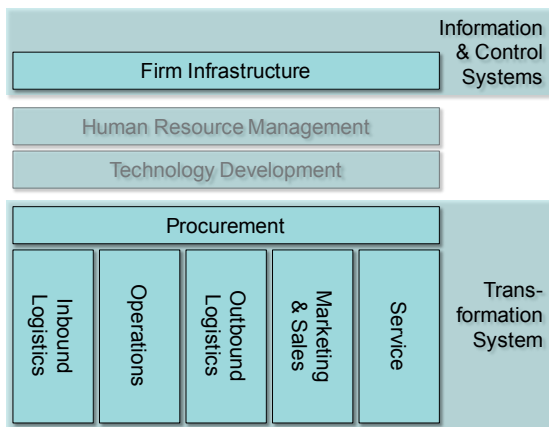 Information
& Control
Systems
Firm Infrastructure
Human Resource Management
Technology Development
Procurement
Inbound
Logistics
Operations
Outbound
Logistics
Marketing
& Sales
Service
Trans-
formation
System